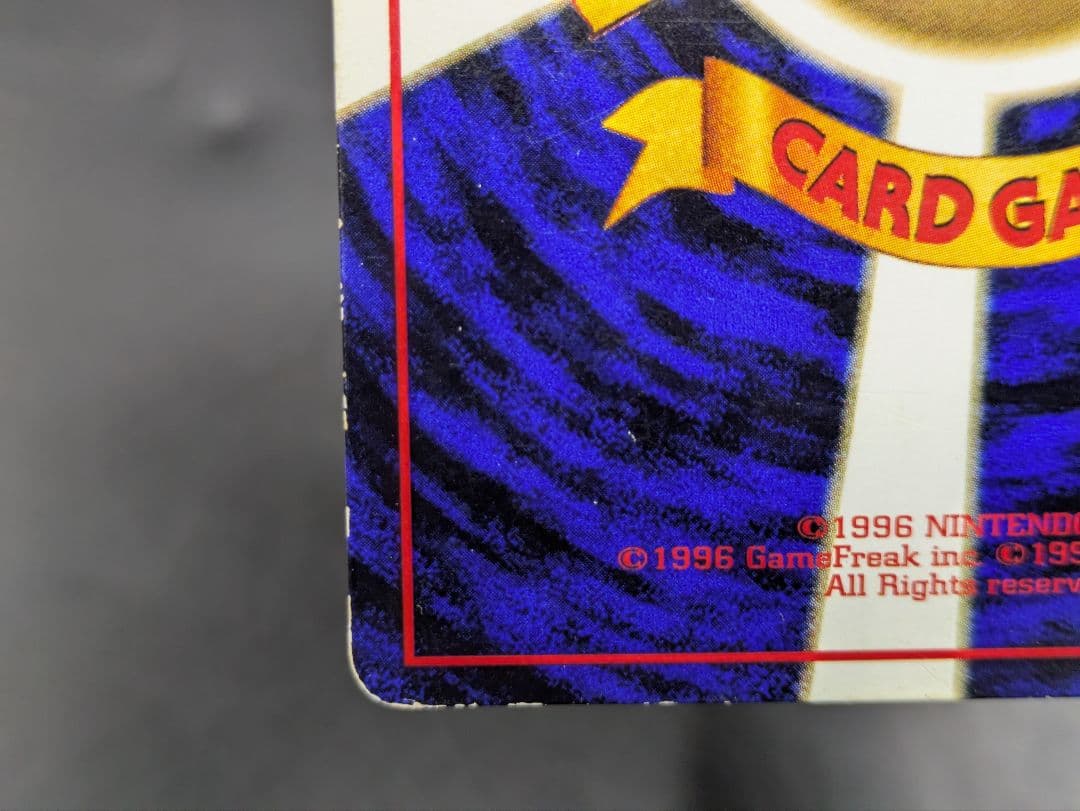 CARD GA
©1996 NINTENDO
©1996 GameFreak inc. ©199
All Rights reserv